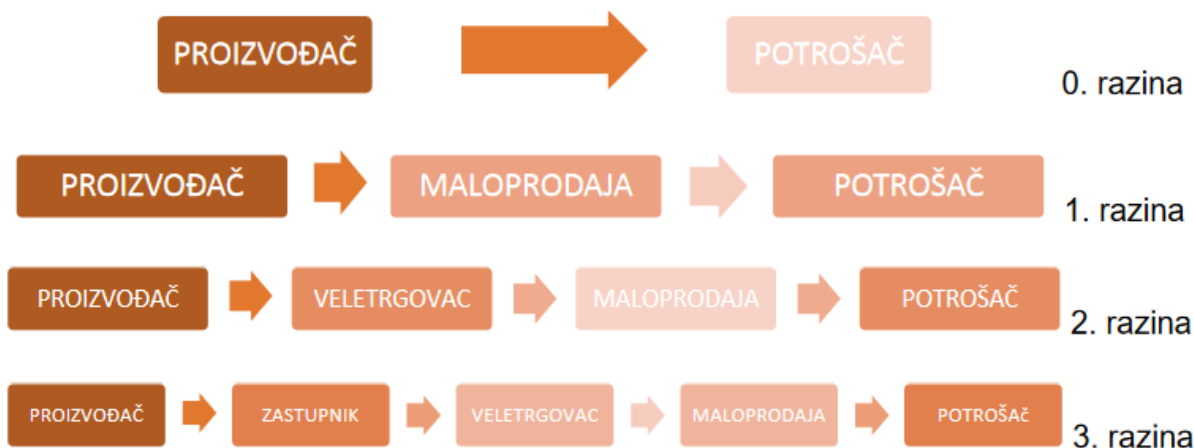 PROIZVOĐAČ POTROŠAČ 0. razina
PROIZVOĐAČ MALOPRODAJA POTROŠAČ 1. razina
PROIZVOĐAČ VELETRGOVAC MALOPRODAJA POTROŠAČ 2. razina
PROIZVOĐAČ ZASTUPNIK VELETRGOVAC MALOPRODAJA POTROŠAč 3. razina